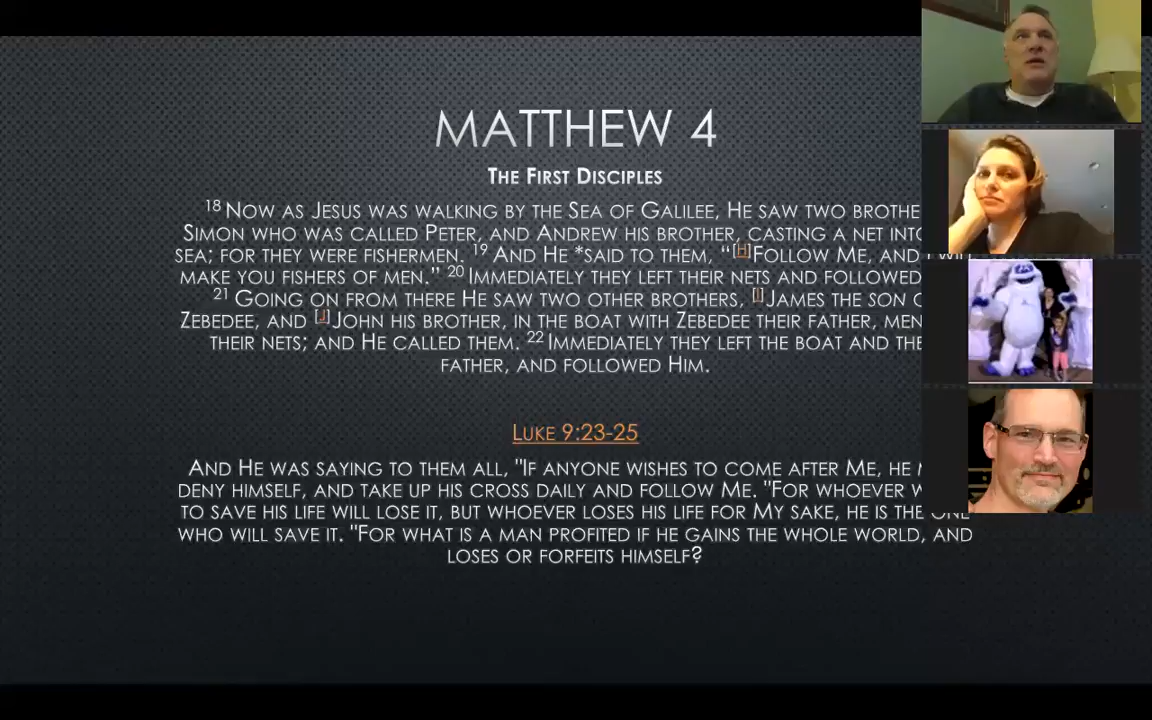 MATTHEW 4
THE FIRST DISCIPLES
18 NOW AS JESUS WAS WALKING BY THE SEA OF GALILEE, HE SAW TWO
SIMON WHO WAS CALLED PETER, AND ANDREW HIS BROTHER, CASTING A NET
SEA; FOR THEY WERE FISHERMEN. 19 AND HE *SAID TO THEM, “[H]FOLLOW ME, AND I WILL
MAKE YOU FISHERS OF MEN.” 20 IMMEDIATELY THEY LEFT THEIR NETS AND FOLLOWED
21 GOING ON FROM THERE HE SAW TWO OTHER BROTHERS, [I]JAMES THE SON
ZEBEDEE, AND [J]JOHN HIS BROTHER, IN THE BOAT WITH ZEBEDEE THEIR FATHER,
THEIR NETS; AND HE CALLED THEM. 22 IMMEDIATELY THEY LEFT THE BOAT AND
FATHER, AND FOLLOWED HIM.
LUKE 9:23-25
AND HE WAS SAYING TO THEM ALL, "IF ANYONE WISHES TO COME AFTER ME, HE
DENY HIMSELF, AND TAKE UP HIS CROSS DAILY AND FOLLOW ME. "FOR WHOEVER
TO SAVE HIS LIFE WILL LOSE IT, BUT WHOEVER LOSES HIS LIFE FOR MY SAKE, HE IS THE ONE
WHO WILL SAVE IT. "FOR WHAT IS A MAN PROFITED IF HE GAINS THE WHOLE WORLD, AND
LOSES OR FORFEITS HIMSELF?